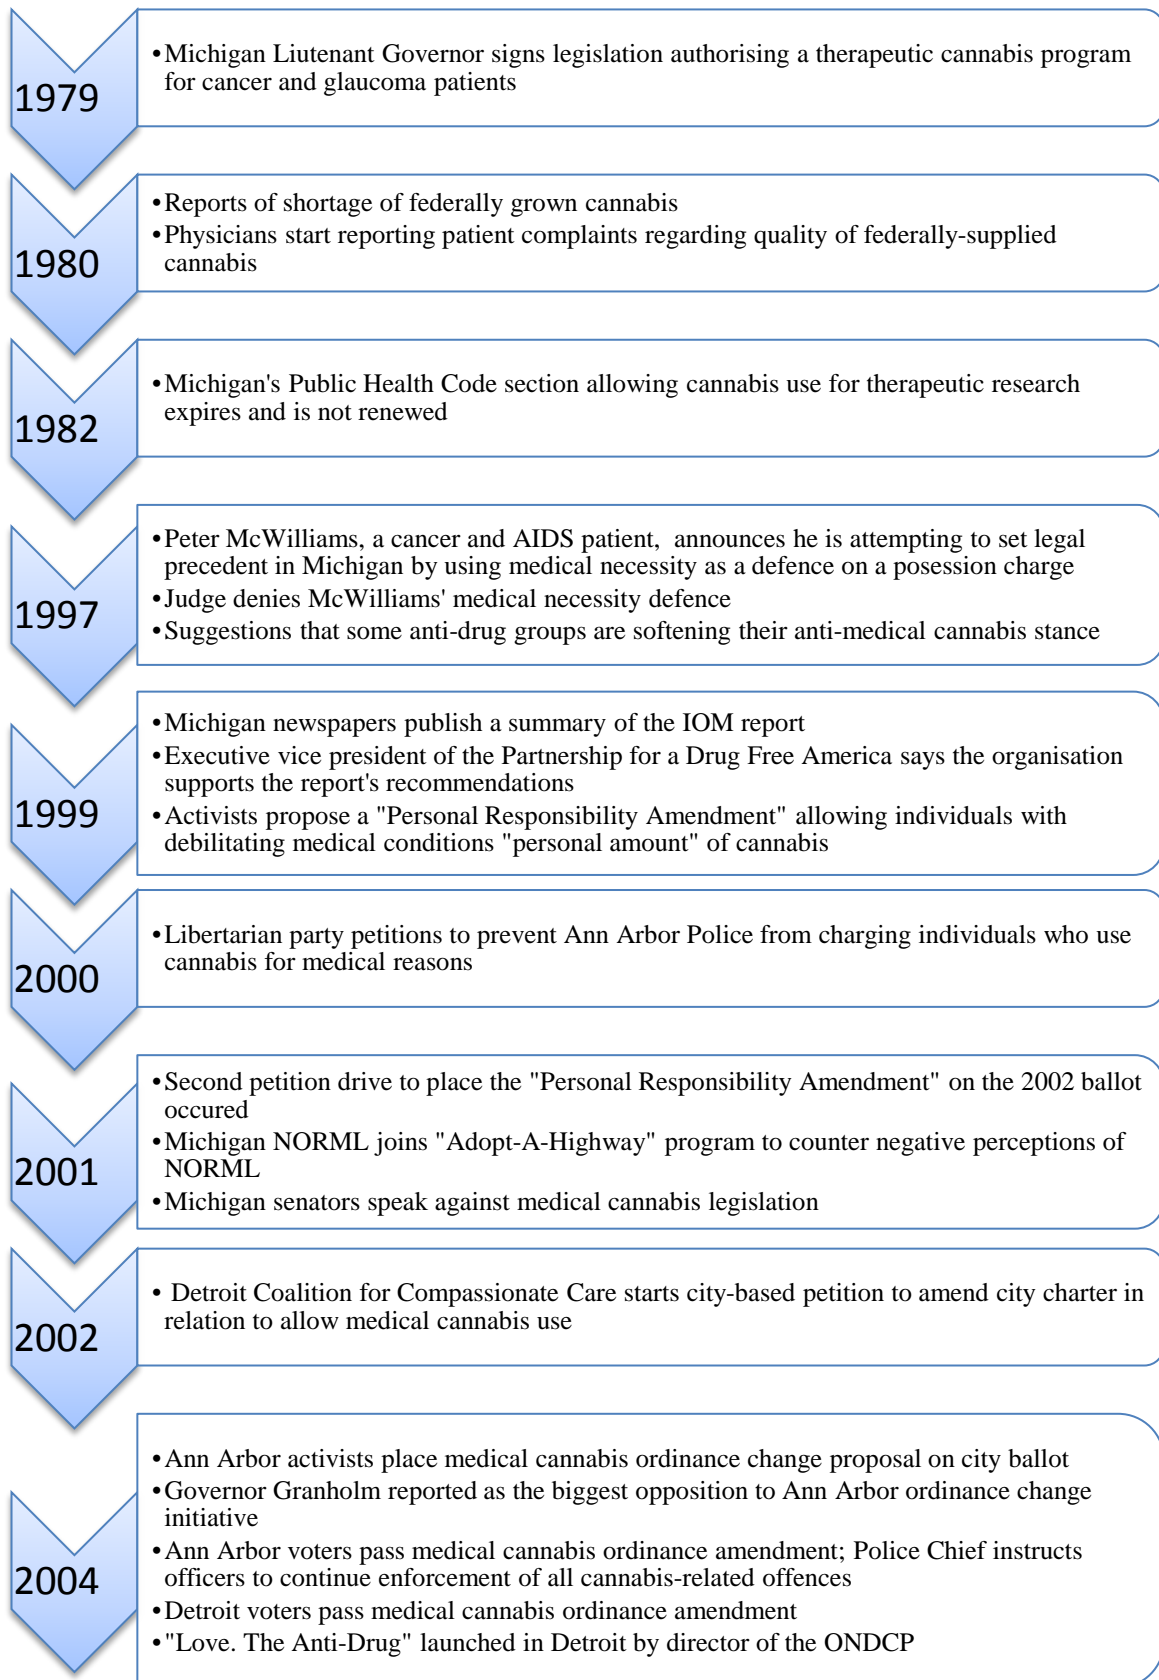 1979
•Michigan Liutenant Governor signs legislation authorising a therapeutic cannabis program
for cancer and glaucoma patients
1980
•Reports of shortage of federally grown cannabis
•Physicians start reporting patient complaints regarding quality of federally-supplied
cannabis
1982
•Michigan's Public Health Code section allowing cannabis use for therapeutic research
expires and is not renewed
1997
•Peter McWilliams, a cancer and AIDS patient,  announces he is attempting to set legal
precedent in Michigan by using medical necessity as a defence on a posession charge
•Judge denies McWilliams' medical necessity defence
•Suggestions that some anti-drug groups are softening their anti-medical cannabis stance
1999
•Michigan newspapers publish a summary of the IOM report
•Executive vice president of the Partnership for a Drug Free America says the organisation
supports the report's recommendations
•Activists propose a "Personal Responsibility Amendment" allowing individuals with
debilitating medical conditions "personal amount" of cannabis
2000
•Libertarian party petitions to prevent Ann Arbor Police from charging individuals who use
cannabis for medical reasons
2001
•Second petition drive to place the "Personal Responsibility Amendment" on the 2002 ballot
occured
•Michigan NORML joins "Adopt-A-Highway" program to counter negative perceptions of
NORML
•Michigan senators speak against medical cannabis legislation
2002
• Detroit Coalition for Compassionate Care starts city-based petition to amend city charter in
relation to allow medical cannabis use
2004
•Ann Arbor activists place medical cannabis ordinance change proposal on city ballot
•Governor Granholm reported as the biggest opposition to Ann Arbor ordinance change
initiative
•Ann Arbor voters pass medical cannabis ordinance amendment; Police Chief instructs
officers to continue enforcement of all cannabis-related offences
•Detroit voters pass medical cannabis ordinance amendment
•"Love. The Anti-Drug" launched in Detroit by director of the ONDCP